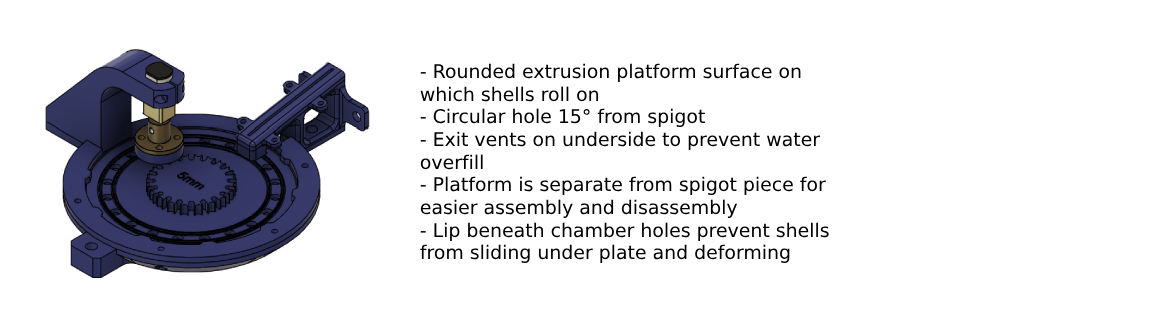 5mm
- Rounded extrusion platform surface on
which shells roll on
- Circular hole 15° from spigot
- Exit vents on underside to prevent water
overfill
- Platform is separate from spigot piece for
easier assembly and disassembly
- Lip beneath chamber holes prevent shells
from sliding under plate and deforming